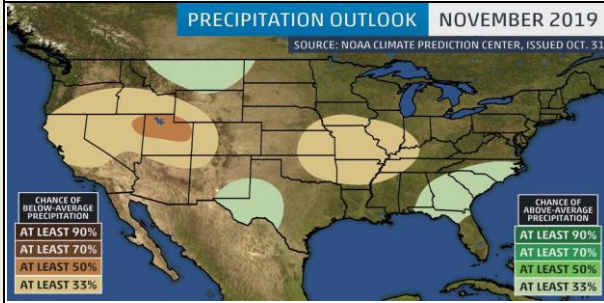 PRECIPITATION OUTLOOK NOVEMBER 2019
SOURCE: NOAA CLIMATE PREDICTION CENTER, ISSUED OCT. 31
CHANCE OF
BELOW-AVERAGE
PRECIPITATION
AT LEAST 90%
AT LEAST 70%
AT LEAST 50%
AT LEAST 33%
CHANCE OF
ABOVE-AVERAGE
PRECIPITATION
AT LEAST 90%
AT LEAST 70%
AT LEAST 50%
AT LEAST 33%